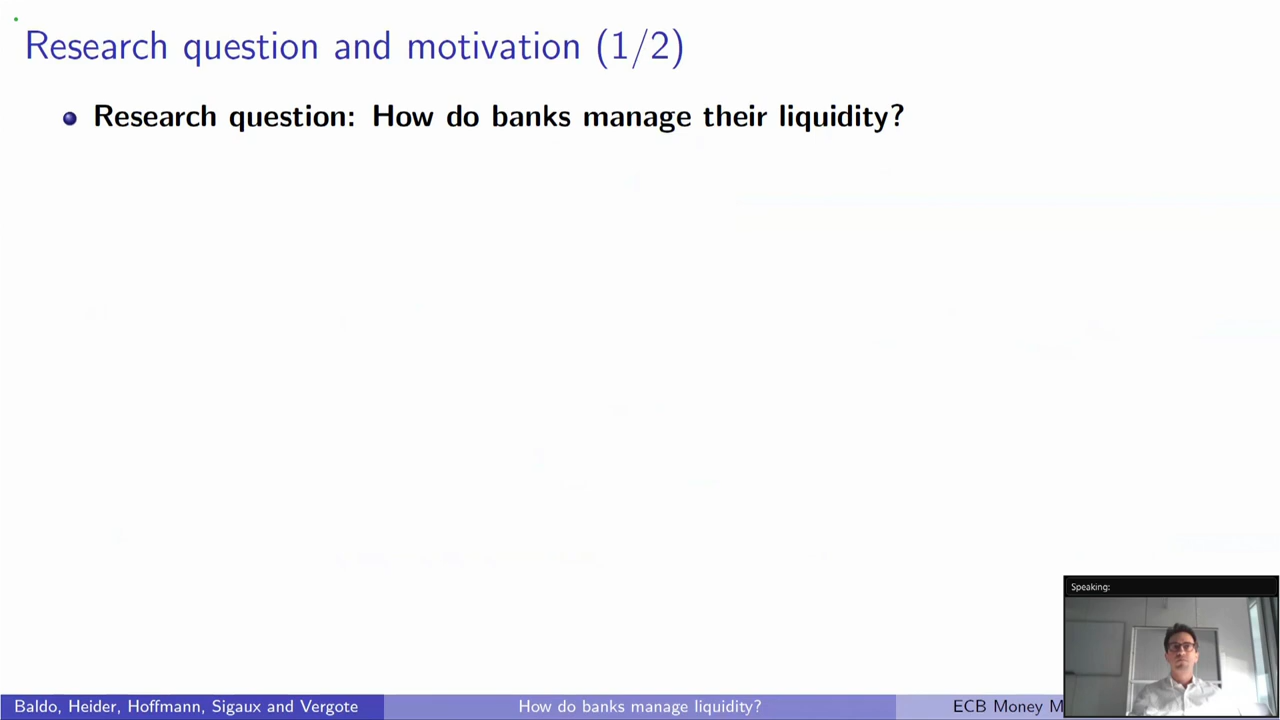 Research question and motivation (1/2)
Research question: How do banks manage their liquidity?
Speaking:
Baldo, Heider, Hoffmann, Sigaux and Vergote
How do banks manage liquidity?
ECB Money M